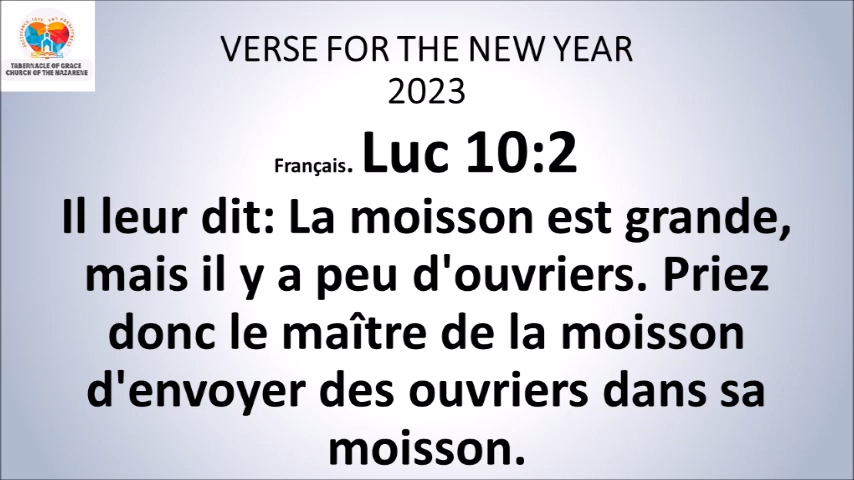 TABERNACLE OF GRACE
CHURCH OF THE NAZARENE
VERSE FOR THE NEW YEAR
2023
Français. Luc 10:2
Il leur dit: La moisson est grande,
mais il y a peu d'ouvriers. Priez
donc le maître de la moisson
d'envoyer des ouvriers dans sa
moisson.